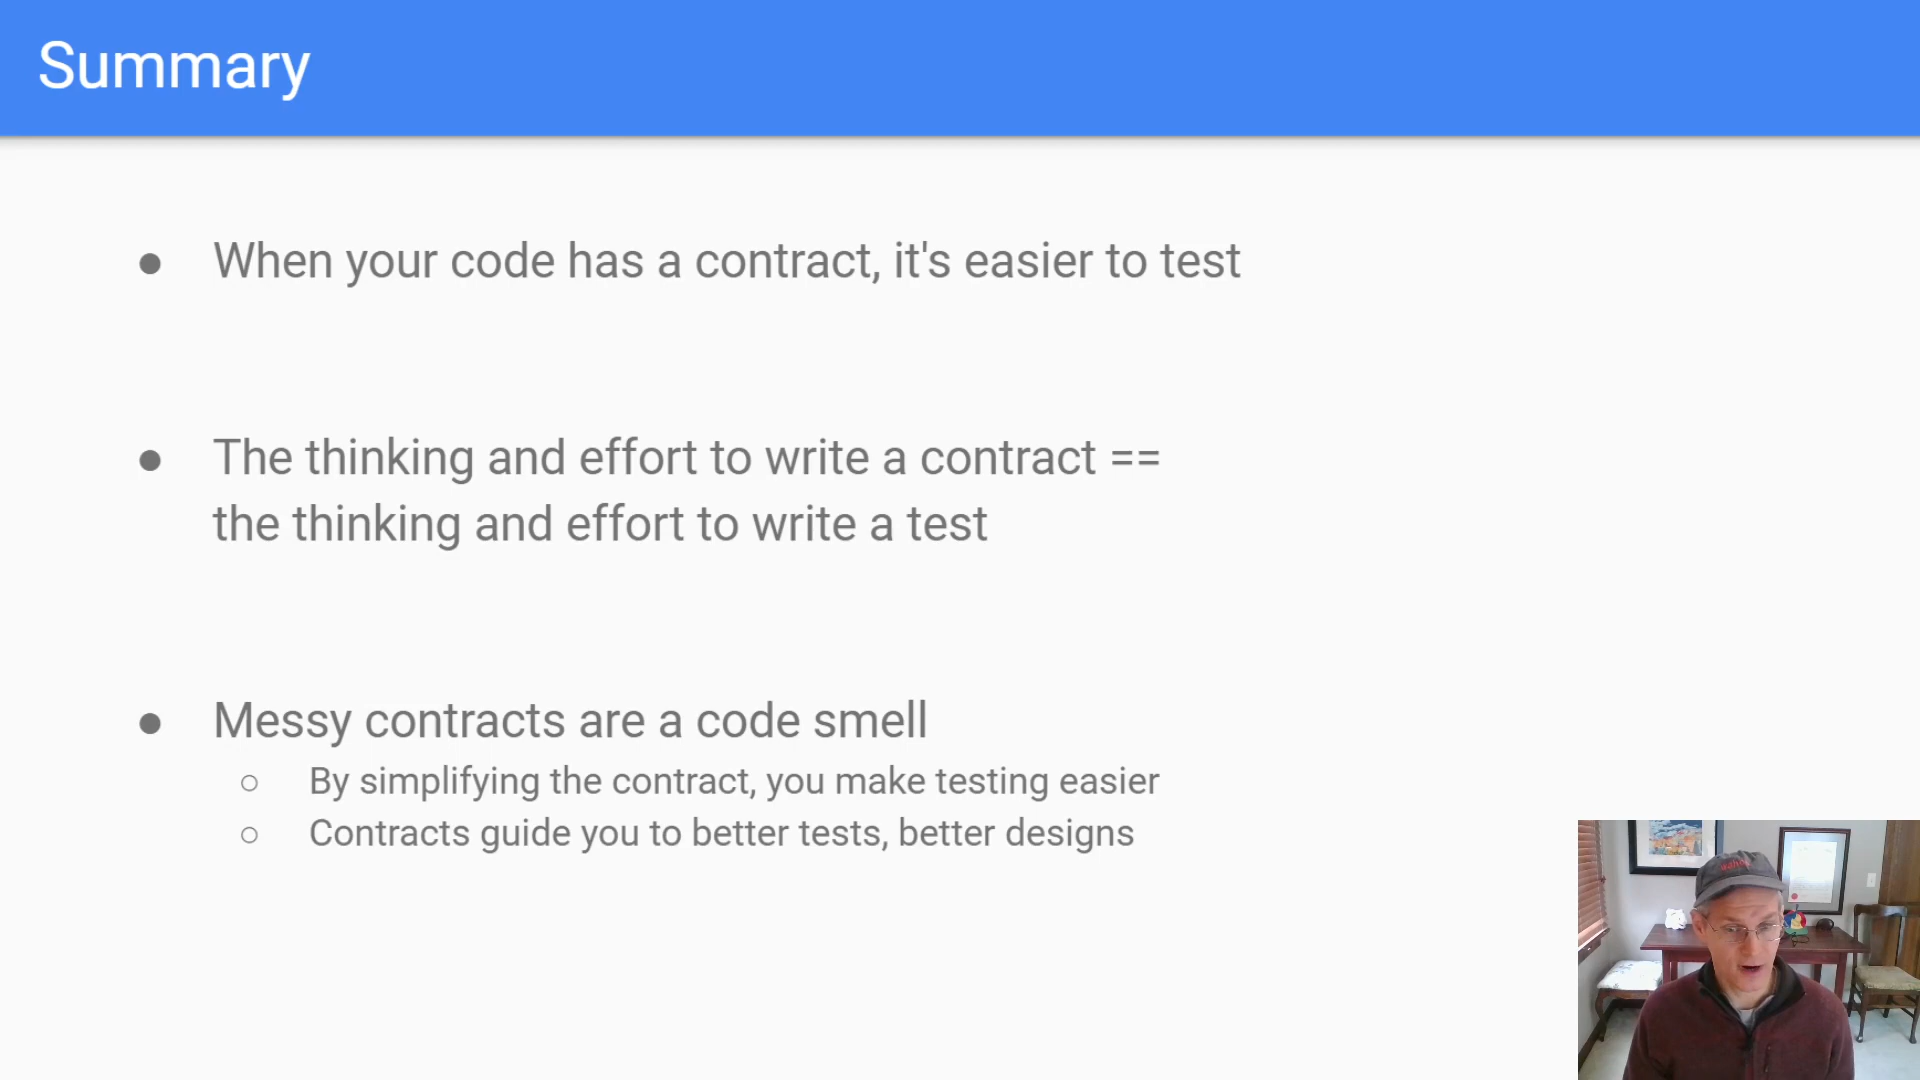 Summary
● When your code has a contract, it's easier to test
● The thinking and effort to write a contract ==
the thinking and effort to write a test
● Messy contracts are a code smell
○ By simplifying the contract, you make testing easier
○ Contracts guide you to better tests, better designs